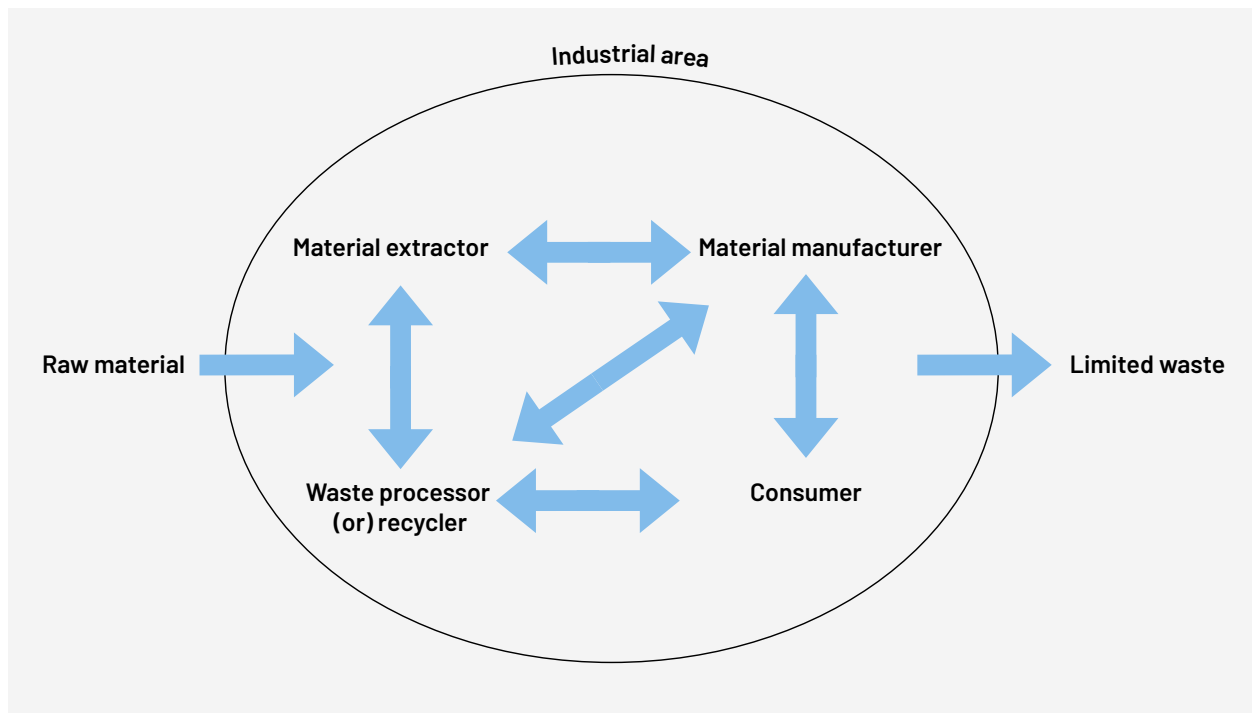 Industrial area
Material extractor
Material manufacturer
Raw material
Limited waste
Waste processor
(or) recycler
Consumer